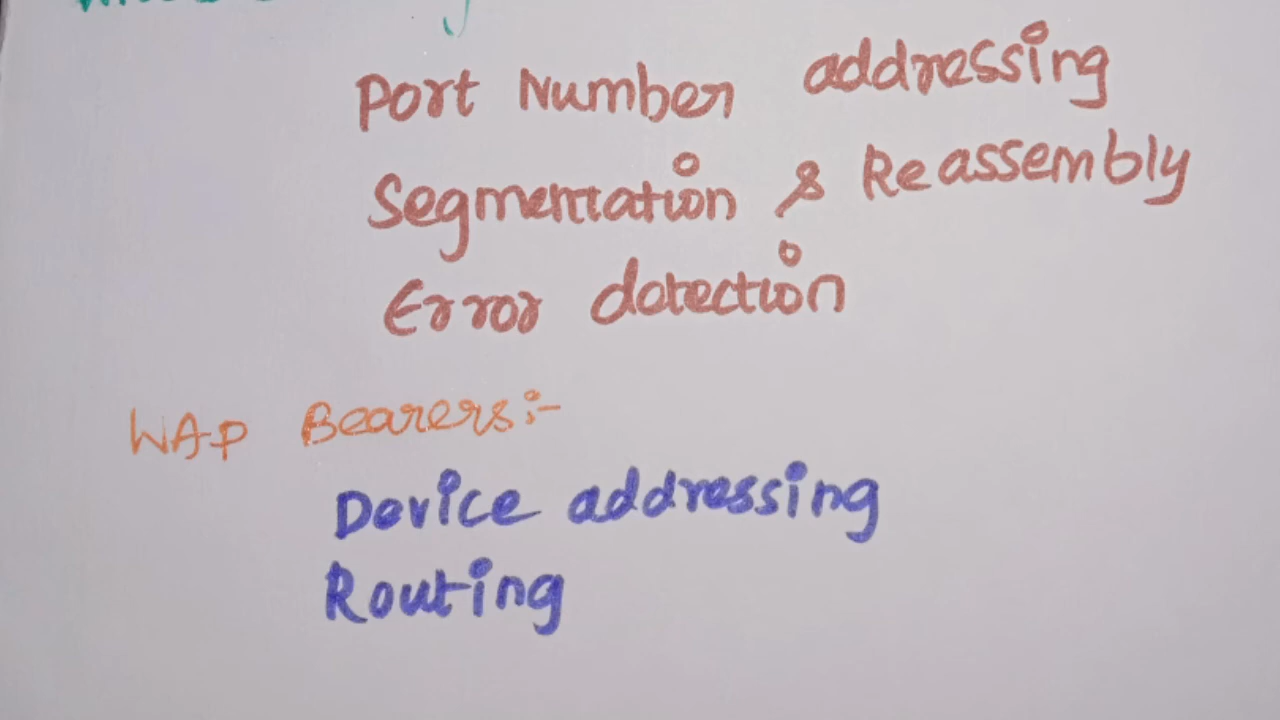 Port Number addressing
Segmentation & Reassembly
Error detection
WAP Bearers:-
Device addressing
Routing